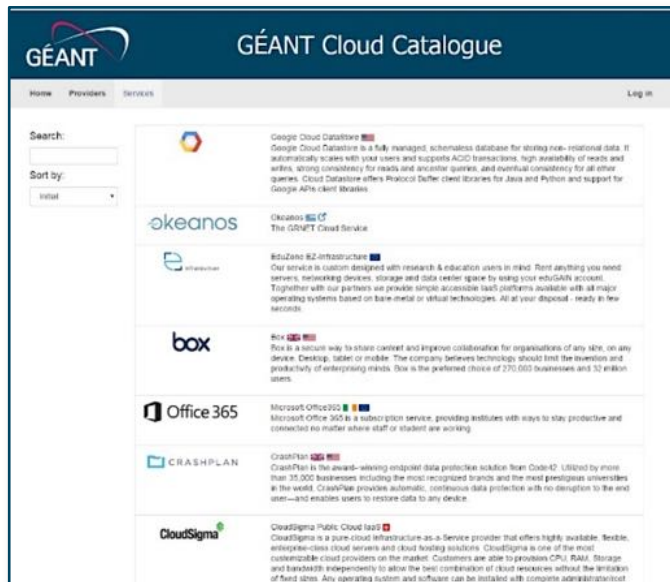 GÉANT
GÉANT Cloud Catalogue
Home Providers Services Log in
Search:
Sort by:
Initial
Google Cloud DataStore
Google Cloud Datastore is a fully managed, schemaless database for storing non- relational data. It
automatically scales with your users and supports ACID transactions, high availability of reads and
writes, strong consistency for reads and ancestor queries, and eventual consistency for all other
queries. Cloud Datastore offers Protocol Buffer client libraries for Java and Python and support for
Google APIs client libraries.
okeanos
Okeanos
The GRNET Cloud Service
infrastructure
EduZone EZ-Infrastructure
Our service is custom designed with research & education users in mind. Rent anything you need
servers, networking devices, storage and data center space by using your eduGAIN account.
Toghether with our partners we provide simple accessible IaaS platforms available with all major
operating systems based on bare-metal or virtual technologies. All at your disposal - ready in few
seconds.
box
Box
Box is a secure way to share content and improve collaboration for organisations of any size, on any
device. Desktop, tablet or mobile. The company believes technology should limit the invention and
productivity of enterprising minds. Box is the preferred choice of 270,000 businesses and 32 million
users
Office 365
Microsoft Office365
Microsoft Office 365 is a subscription service, providing institutes with ways to stay productive and
connected no matter where staff or student are working.
CRASHPLAN
CrashPlan
CrashPlan is the award- winning endpoint data protection solution from Code42. Utilized by more
than 35,000 businesses including the most recognized brands and the most prestigious universities
in the world, CrashPlan provides automatic, continuous data protection with no disruption to the end
user—and enables users to restore data to any device.
CloudSigma
CloudSigma Public Cloud IaaS
CloudSigma is a pure-cloud infrastructure-as-a-Service provider that offers highly available, flexible,
enterprise-class cloud servers and cloud hosting solutions. CloudSigma is one of the most
customizable cloud providers on the market. Customers are able to provision CPU, RAM, Storage
and bandwidth independently to allow the best combination of cloud resources without the limitation
of fixed sizes. Any operating system and software can be installed with complete administrator/root